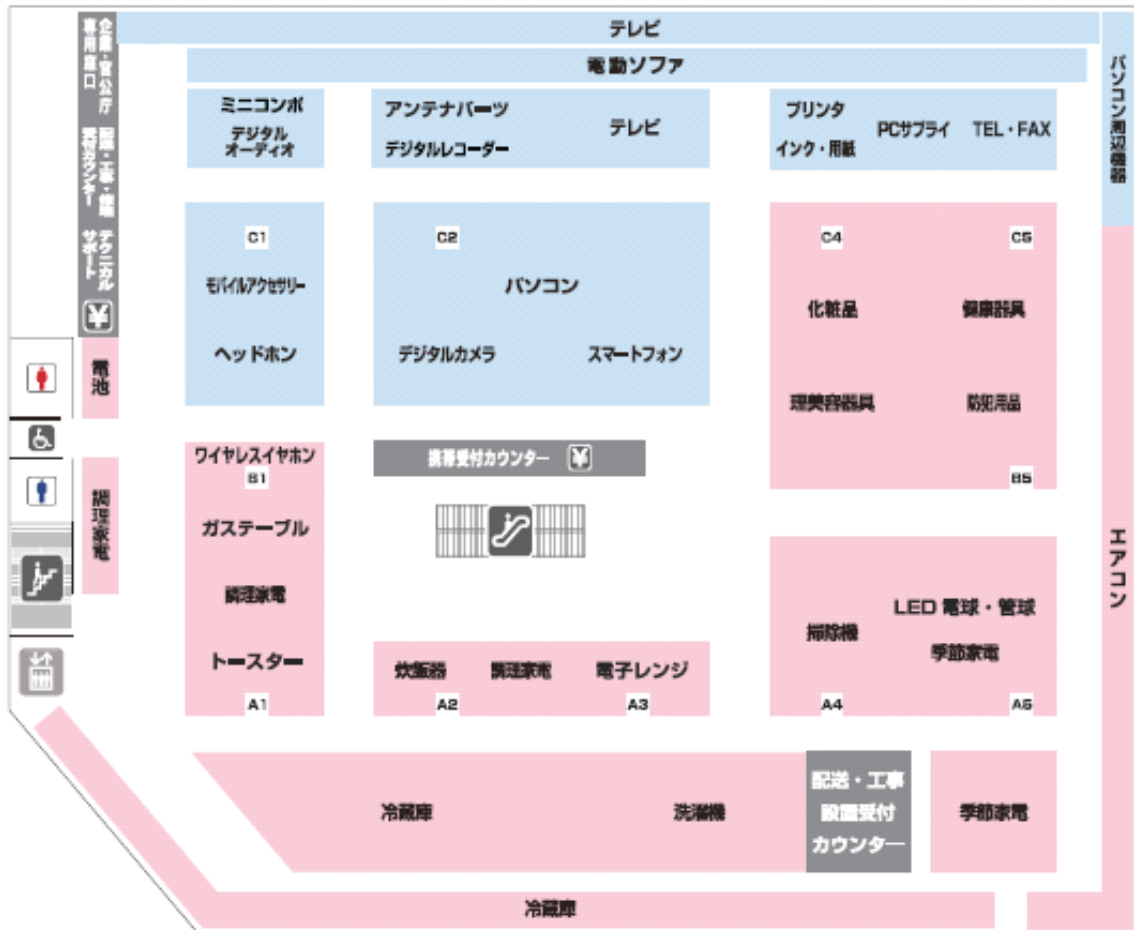 テレビ
電動ソファ
企業・官公庁
専用窓口
受付カウンター
テクニカル
サポート
¥
パソコン周辺機器
ミニコンポ
デジタル
オーディオ
アンテナパーツ
デジタルレコーダー
テレビ
プリンタ
インク・用紙
PCサプライ
TEL・FAX
C1
モバイルアクセサリー
ヘッドホン
C2
パソコン
デジタルカメラ
スマートフォン
C4
C5
化粧品
健康器具
理美容器具
防犯用品
B5
電池
調理家電
ワイヤレスイヤホン
B1
ガステーブル
調理家電
トースター
A1
携帯受付カウンター ¥
炊飯器
調理家電
電子レンジ
A2
A3
掃除機
LED 電球・管球
季節家電
A4
A5
エアコン
冷蔵庫
洗濯機
配送・工事
設置受付
カウンター
季節家電
冷蔵庫